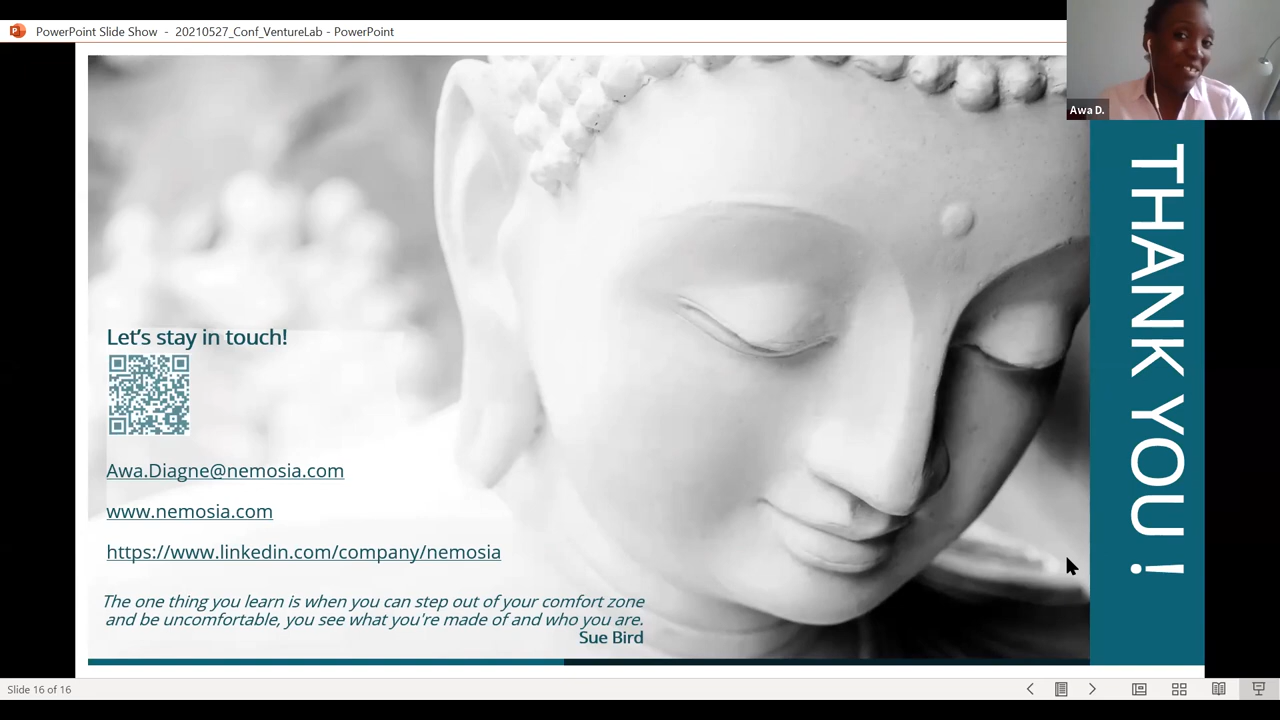 PowerPoint Slide Show - 20210527_Conf_VentureLab - PowerPoint
Awa D.
THANK YOU !
Let’s stay in touch!
Awa.Diagne@nemosia.com
www.nemosia.com
https://www.linkedin.com/company/nemosia
The one thing you learn is when you can step out of your comfort zone
and be uncomfortable, you see what you're made of and who you are.
Sue Bird
Slide 16 of 16